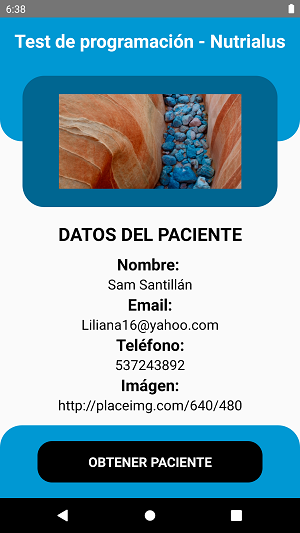 6:38
Test de programación - Nutrialus
DATOS DEL PACIENTE
Nombre:
Sam Santillán
Email:
Liliana16@yahoo.com
Teléfono:
537243892
Imágen:
http://placeimg.com/640/480
OBTENER PACIENTE